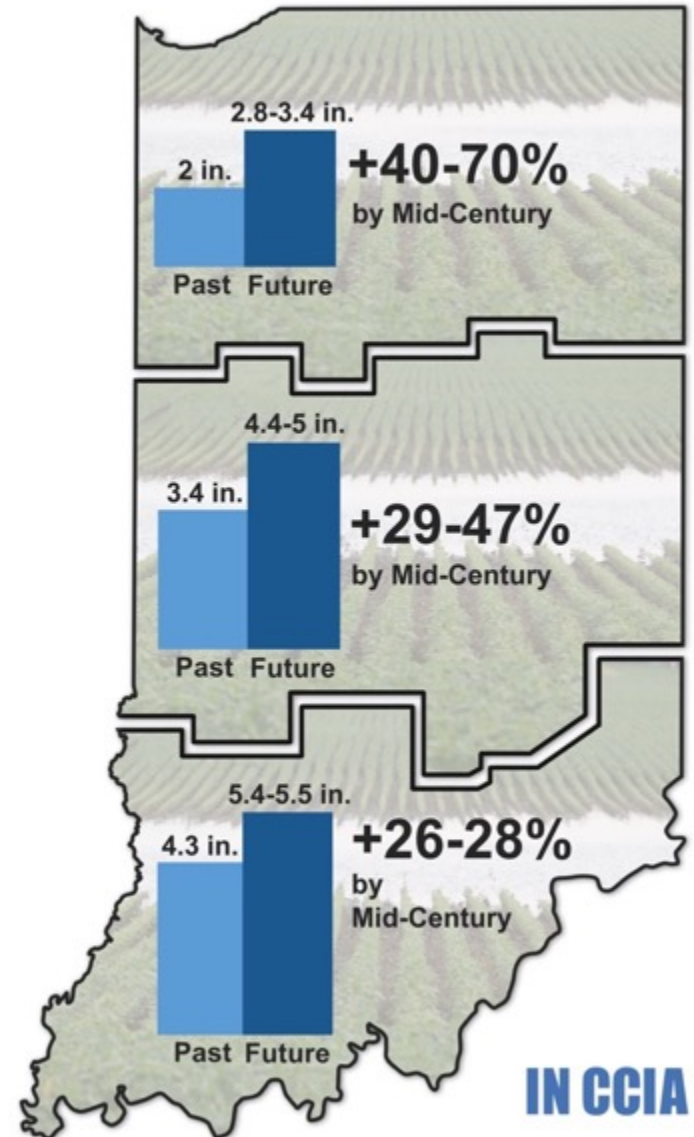 2.8-3.4 in.
2 in.
+40-70%
by Mid-Century
Past Future
4.4-5 in.
3.4 in.
+29-47%
by Mid-Century
Past Future
5.4-5.5 in.
4.3 in.
+26-28%
by
Mid-Century
Past Future
IN CCIA